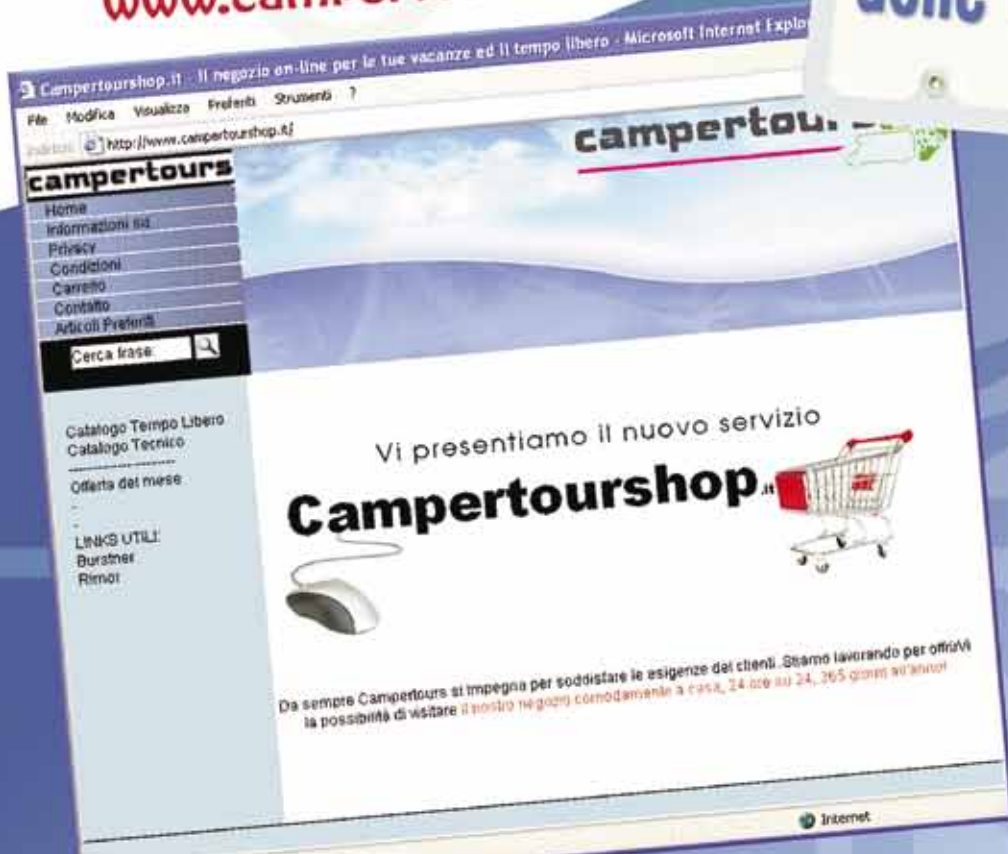 Campertourshop.it - Il negozio on-line per le tue vacanze ed il tempo libero - Microsoft Internet Explo
File Modifica Visualizza Preferiti Strumenti ?
http://www.campertourshop.it/
campertours
Home
Informazioni su
Privacy
Condizioni
Carrello
Contatto
Articoli Preferiti
Cerca frase:
Catalogo Tempo Libero
Catalogo Tecnico
--------------------
Offerta del mese
-
-
LINKS UTILI:
Burstner
Rimor
Vi presentiamo il nuovo servizio
Campertourshop.it
Da sempre Campertours si impegna per soddisfare le esigenze dei clienti. Stiamo lavorando per offrirVi
la possibilità di visitare il nostro negozio comodamente a casa, 24 ore su 24, 365 giorni all'anno!
Internet